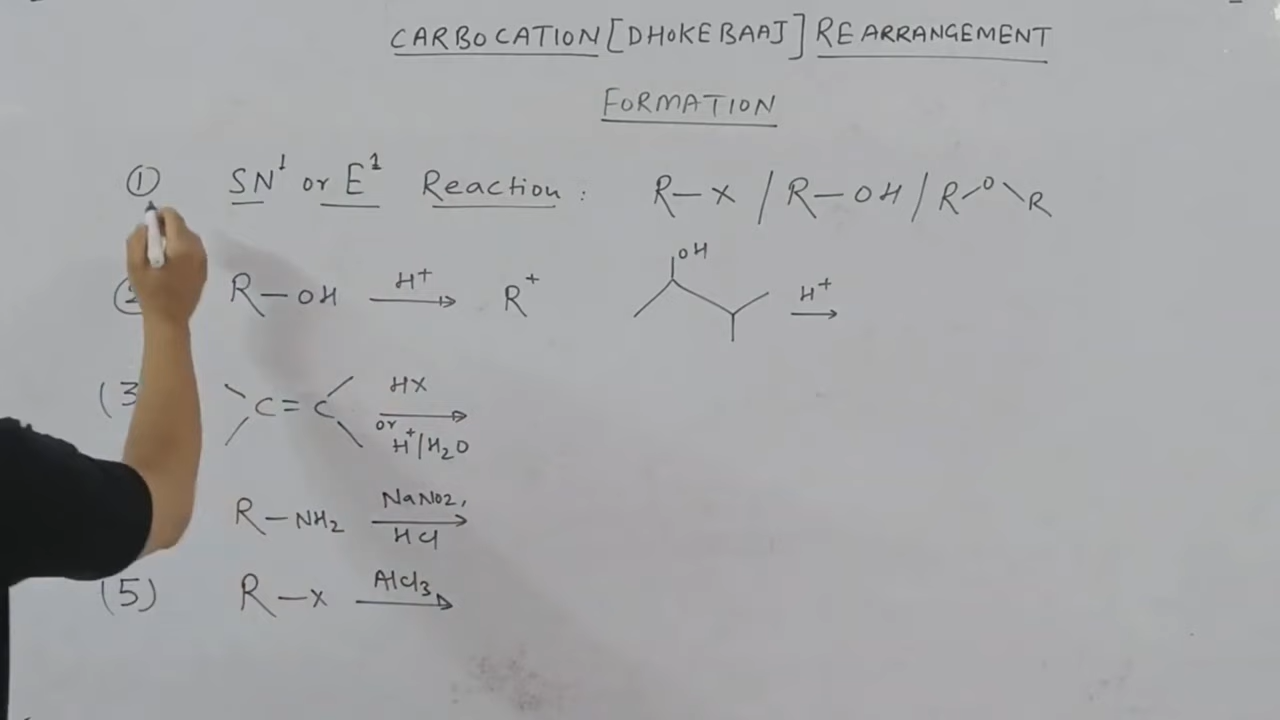 CARBOCATION [DHOKEBAAJ] REARRANGEMENT
FORMATION
① SN¹ or E¹ Reaction : R—X / R—OH / R O R
R—OH H⁺ R⁺ OH H⁺
(3 C=C HX or H⁺/H₂O
R—NH₂ NaNO₂, HCl
(5) R—X AlCl₃